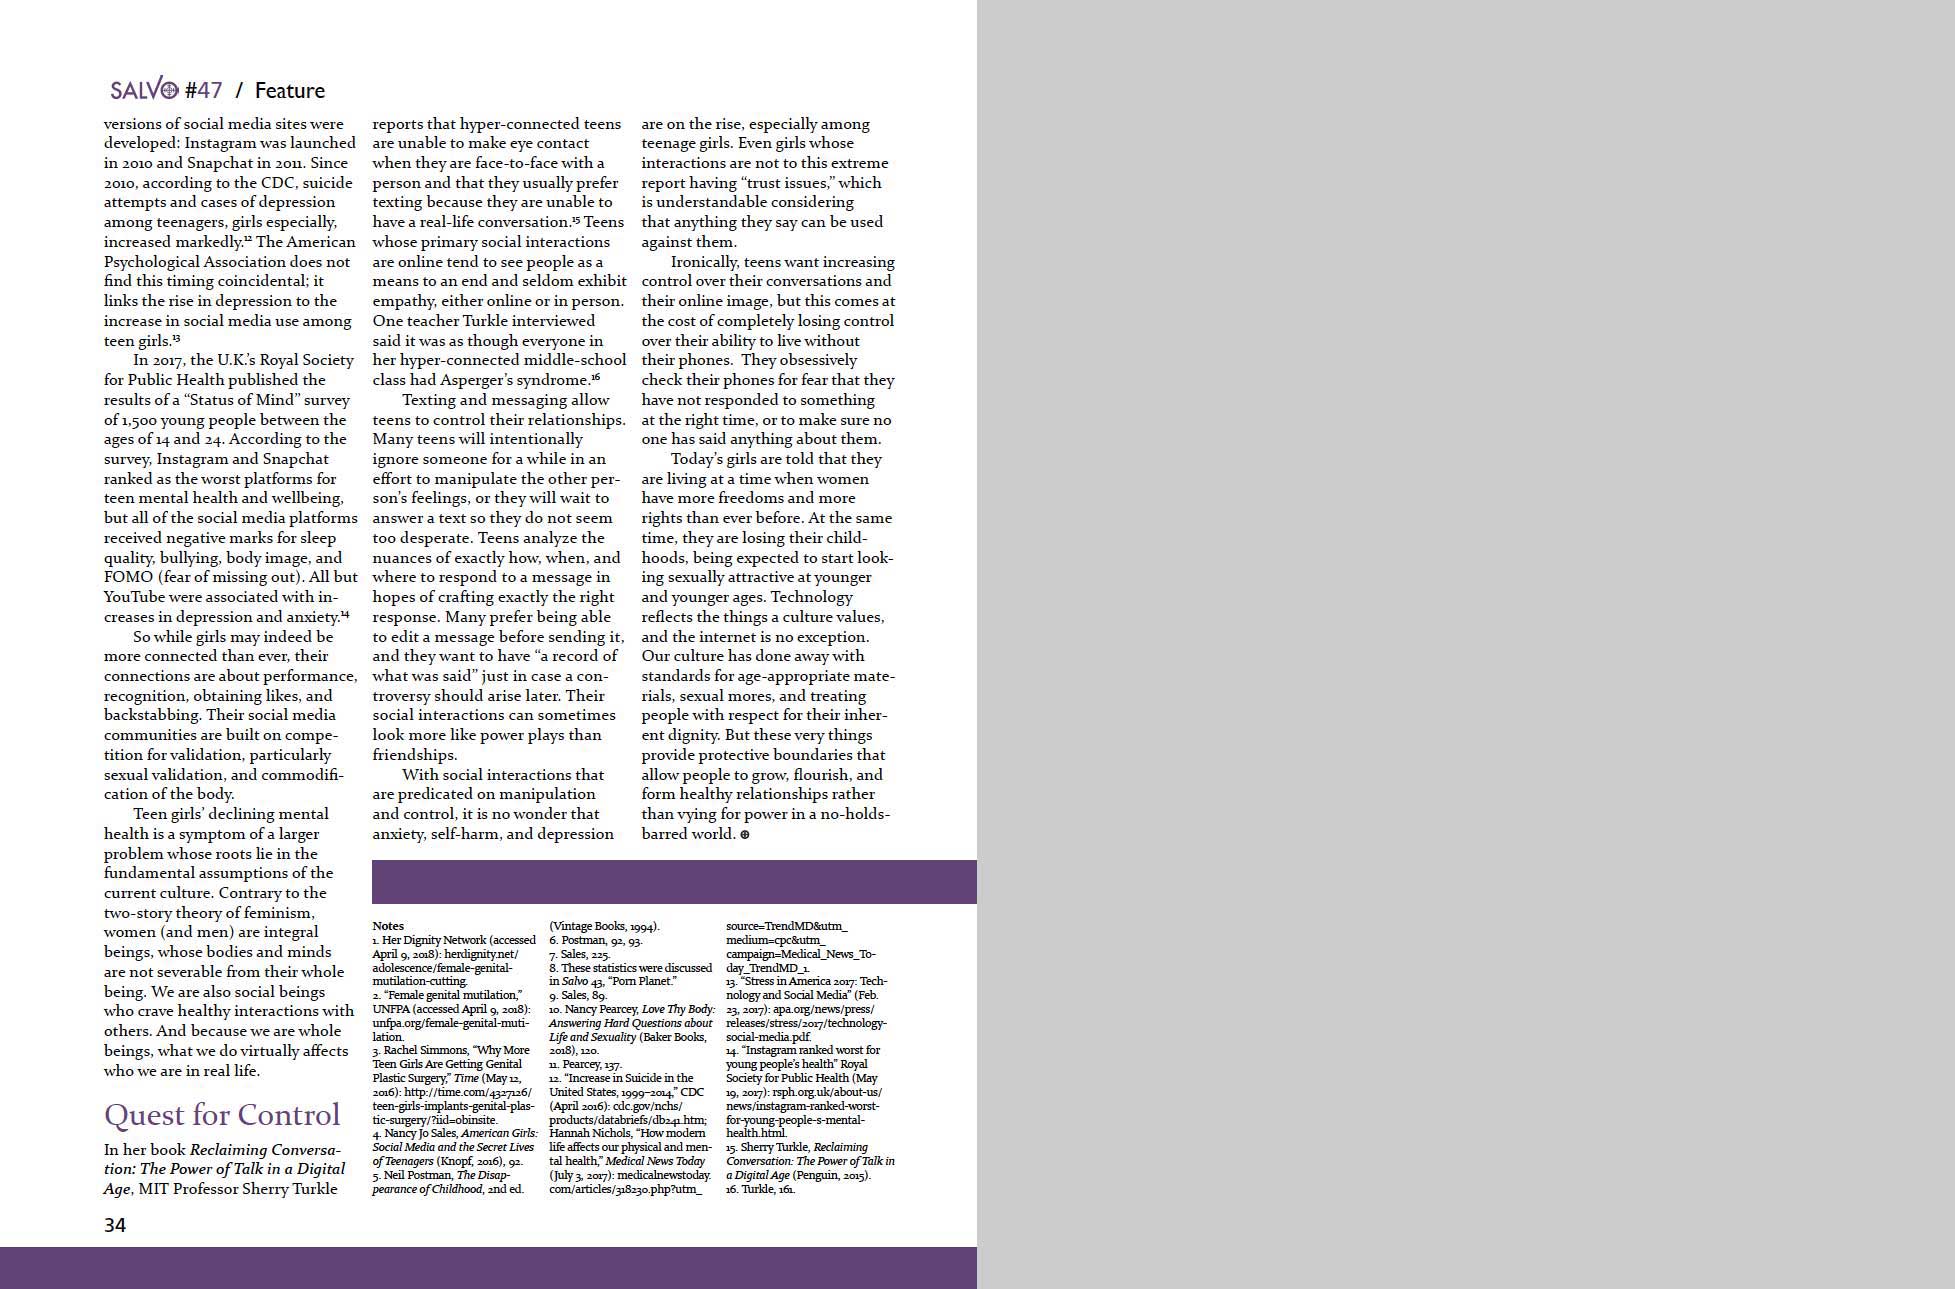 SALVO #47 / Feature
versions of social media sites were
developed: Instagram was launched
in 2010 and Snapchat in 2011. Since
2010, according to the CDC, suicide
attempts and cases of depression
among teenagers, girls especially,
increased markedly.¹² The American
Psychological Association does not
find this timing coincidental; it
links the rise in depression to the
increase in social media use among
teen girls.¹³
In 2017, the U.K.’s Royal Society
for Public Health published the
results of a “Status of Mind” survey
of 1,500 young people between the
ages of 14 and 24. According to the
survey, Instagram and Snapchat
ranked as the worst platforms for
teen mental health and wellbeing,
but all of the social media platforms
received negative marks for sleep
quality, bullying, body image, and
FOMO (fear of missing out). All but
YouTube were associated with in-
creases in depression and anxiety.¹⁴
So while girls may indeed be
more connected than ever, their
connections are about performance,
recognition, obtaining likes, and
backstabbing. Their social media
communities are built on compe-
tition for validation, particularly
sexual validation, and commodifi-
cation of the body.
Teen girls’ declining mental
health is a symptom of a larger
problem whose roots lie in the
fundamental assumptions of the
current culture. Contrary to the
two-story theory of feminism,
women (and men) are integral
beings, whose bodies and minds
are not severable from their whole
being. We are also social beings
who crave healthy interactions with
others. And because we are whole
beings, what we do virtually affects
who we are in real life.
Quest for Control
In her book Reclaiming Conversa-
tion: The Power of Talk in a Digital
Age, MIT Professor Sherry Turkle
reports that hyper-connected teens
are unable to make eye contact
when they are face-to-face with a
person and that they usually prefer
texting because they are unable to
have a real-life conversation.¹⁵ Teens
whose primary social interactions
are online tend to see people as a
means to an end and seldom exhibit
empathy, either online or in person.
One teacher Turkle interviewed
said it was as though everyone in
her hyper-connected middle-school
class had Asperger’s syndrome.¹⁶
Texting and messaging allow
teens to control their relationships.
Many teens will intentionally
ignore someone for a while in an
effort to manipulate the other per-
son’s feelings, or they will wait to
answer a text so they do not seem
too desperate. Teens analyze the
nuances of exactly how, when, and
where to respond to a message in
hopes of crafting exactly the right
response. Many prefer being able
to edit a message before sending it,
and they want to have “a record of
what was said” just in case a con-
troversy should arise later. Their
social interactions can sometimes
look more like power plays than
friendships.
With social interactions that
are predicated on manipulation
and control, it is no wonder that
anxiety, self-harm, and depression
are on the rise, especially among
teenage girls. Even girls whose
interactions are not to this extreme
report having “trust issues,” which
is understandable considering
that anything they say can be used
against them.
Ironically, teens want increasing
control over their conversations and
their online image, but this comes at
the cost of completely losing control
over their ability to live without
their phones. They obsessively
check their phones for fear that they
have not responded to something
at the right time, or to make sure no
one has said anything about them.
Today’s girls are told that they
are living at a time when women
have more freedoms and more
rights than ever before. At the same
time, they are losing their child-
hoods, being expected to start look-
ing sexually attractive at younger
and younger ages. Technology
reflects the things a culture values,
and the internet is no exception.
Our culture has done away with
standards for age-appropriate mate-
rials, sexual mores, and treating
people with respect for their inher-
ent dignity. But these very things
provide protective boundaries that
allow people to grow, flourish, and
form healthy relationships rather
than vying for power in a no-holds-
barred world.
Notes
1. Her Dignity Network (accessed
April 9, 2018): herdignity.net/
adolescence/female-genital-
mutilation-cutting.
2. “Female genital mutilation,”
UNFPA (accessed April 9, 2018):
unfpa.org/female-genital-muti-
lation.
3. Rachel Simmons, “Why More
Teen Girls Are Getting Genital
Plastic Surgery,” Time (May 12,
2016): http://time.com/4327126/
teen-girls-implants-genital-plas-
tic-surgery/?iid=obinsite.
4. Nancy Jo Sales, American Girls:
Social Media and the Secret Lives
of Teenagers (Knopf, 2016), 92.
5. Neil Postman, The Disap-
pearance of Childhood, 2nd ed.
(Vintage Books, 1994).
6. Postman, 92, 93.
7. Sales, 225.
8. These statistics were discussed
in Salvo 43, “Porn Planet.”
9. Sales, 89.
10. Nancy Pearcey, Love Thy Body:
Answering Hard Questions about
Life and Sexuality (Baker Books,
2018), 120.
11. Pearcey, 137.
12. “Increase in Suicide in the
United States, 1999–2014,” CDC
(April 2016): cdc.gov/nchs/
products/databriefs/db241.htm;
Hannah Nichols, “How modern
life affects our physical and men-
tal health,” Medical News Today
(July 3, 2017): medicalnewstoday.
com/articles/318230.php?utm_
source=TrendMD&utm_
medium=cpc&utm_
campaign=Medical_News_To-
day_TrendMD_1.
13. “Stress in America 2017: Tech-
nology and Social Media” (Feb.
23, 2017): apa.org/news/press/
releases/stress/2017/technology-
social-media.pdf.
14. “Instagram ranked worst for
young people’s health” Royal
Society for Public Health (May
19, 2017): rsph.org.uk/about-us/
news/instagram-ranked-worst-
for-young-people-s-mental-
health.html.
15. Sherry Turkle, Reclaiming
Conversation: The Power of Talk in
a Digital Age (Penguin, 2015).
16. Turkle, 161.
34